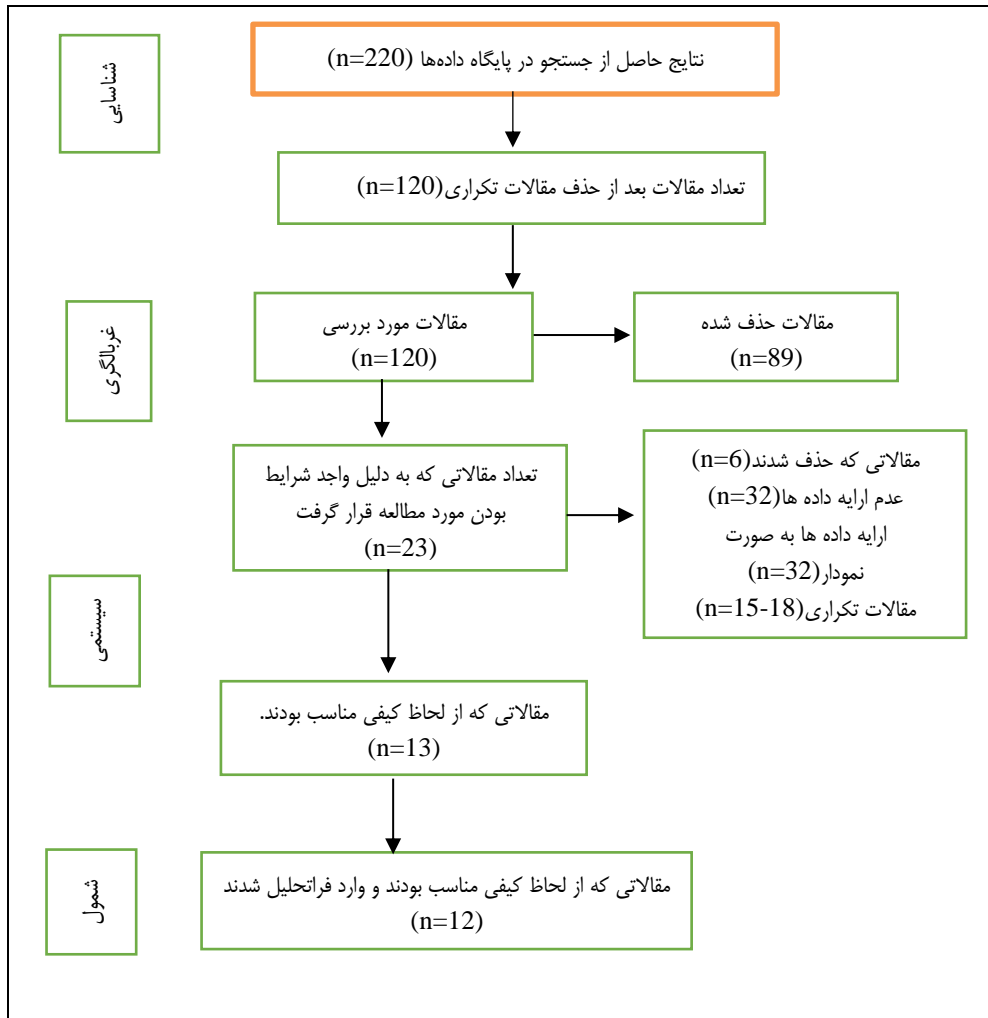 شناسایی
نتایج حاصل از جستجو در پایگاه داده‌ها (n=220)
تعداد مقالات بعد از حذف مقالات تکراری(n=120)
غربالگری
مقالات مورد بررسی
(n=120)
مقالات حذف شده
(n=89)
تعداد مقالاتی که به دلیل واجد شرایط
بودن مورد مطالعه قرار گرفت
(n=23)
مقالاتی که حذف شدند(n=6)
عدم ارایه داده ها(n=32)
ارایه داده ها به صورت
نمودار(n=32)
مقالات تکراری(n=15-18)
سیستمی
مقالاتی که از لحاظ کیفی مناسب بودند.
(n=13)
شمول
مقالاتی که از لحاظ کیفی مناسب بودند و وارد فراتحلیل شدند
(n=12)